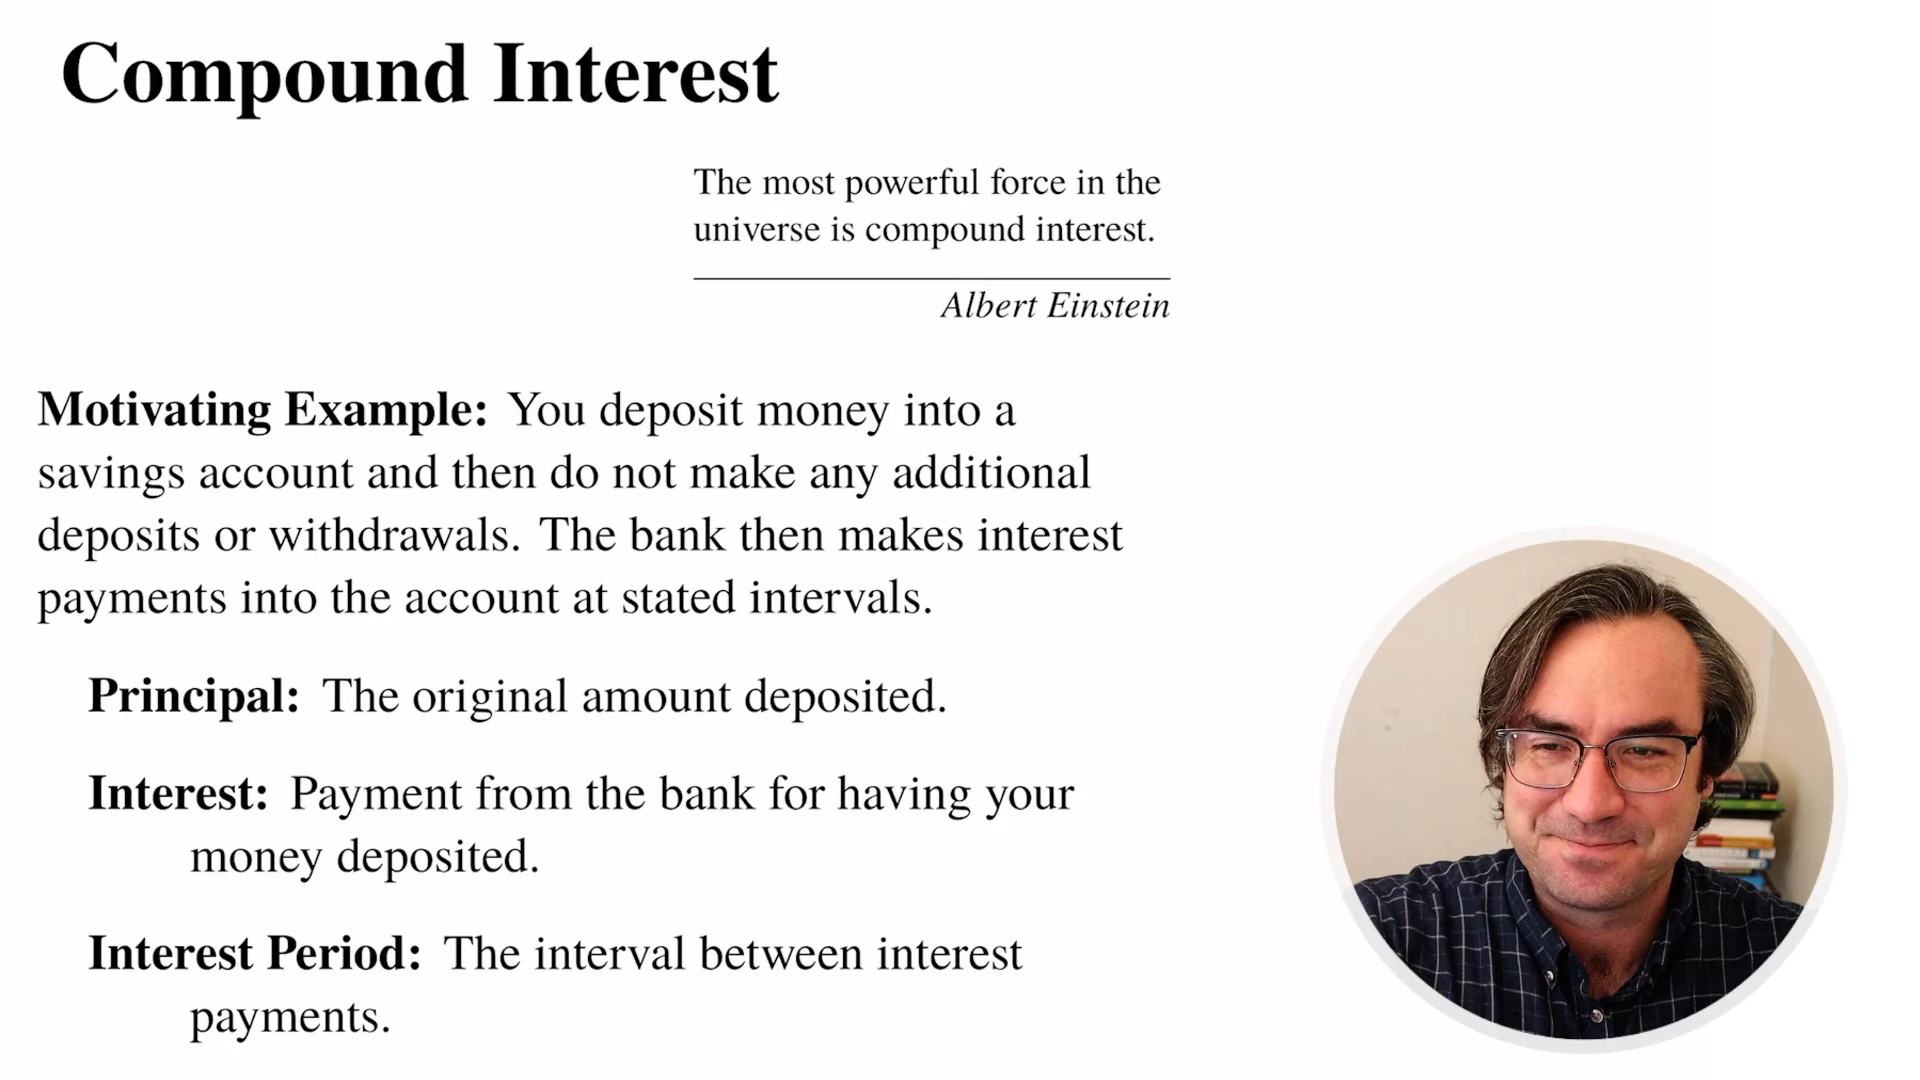 Compound Interest
The most powerful force in the
universe is compound interest.
Albert Einstein
Motivating Example: You deposit money into a
savings account and then do not make any additional
deposits or withdrawals. The bank then makes interest
payments into the account at stated intervals.
Principal: The original amount deposited.
Interest: Payment from the bank for having your
money deposited.
Interest Period: The interval between interest
payments.